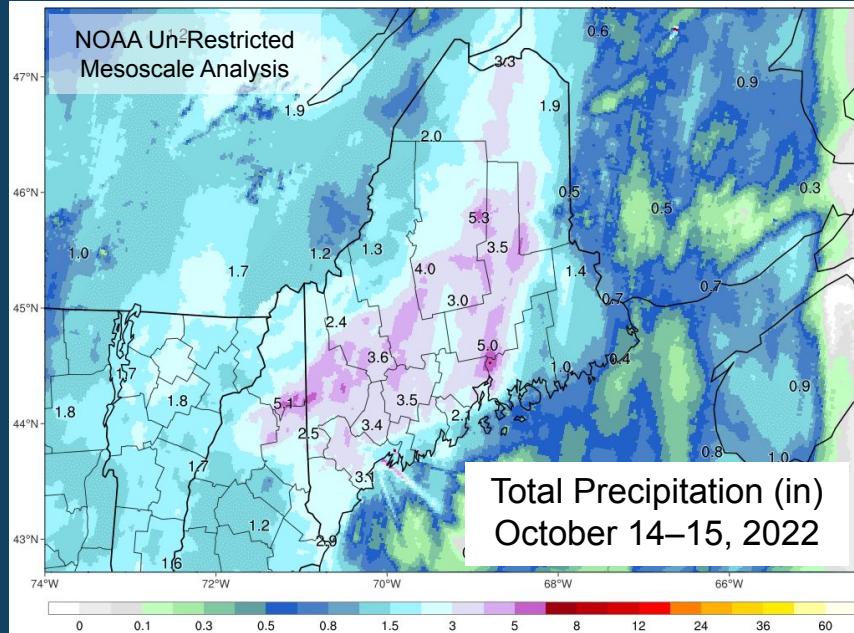 NOAA Un-Restricted
Mesoscale Analysis
1.2
0.6
47°N
3.3
0.9
1.9
1.9
2.0
46°N
0.5
0.3
5.3
0.5
1.0
1.2
1.3
3.5
1.7
4.0
1.4
0.7
45°N
3.0
0.7
2.4
3.6
5.0
1.7
1.0
0.4
0.9
1.8
1.8
5.1
3.5
44°N
2.5
3.4
2.1
1.7
0.8
1.0
3.1
Total Precipitation (in)
October 14–15, 2022
1.2
43°N
2.9
1.6
74°W
72°W
70°W
68°W
66°W
0 0.1 0.3 0.5 0.8 1.5 3 5 8 12 24 36 60